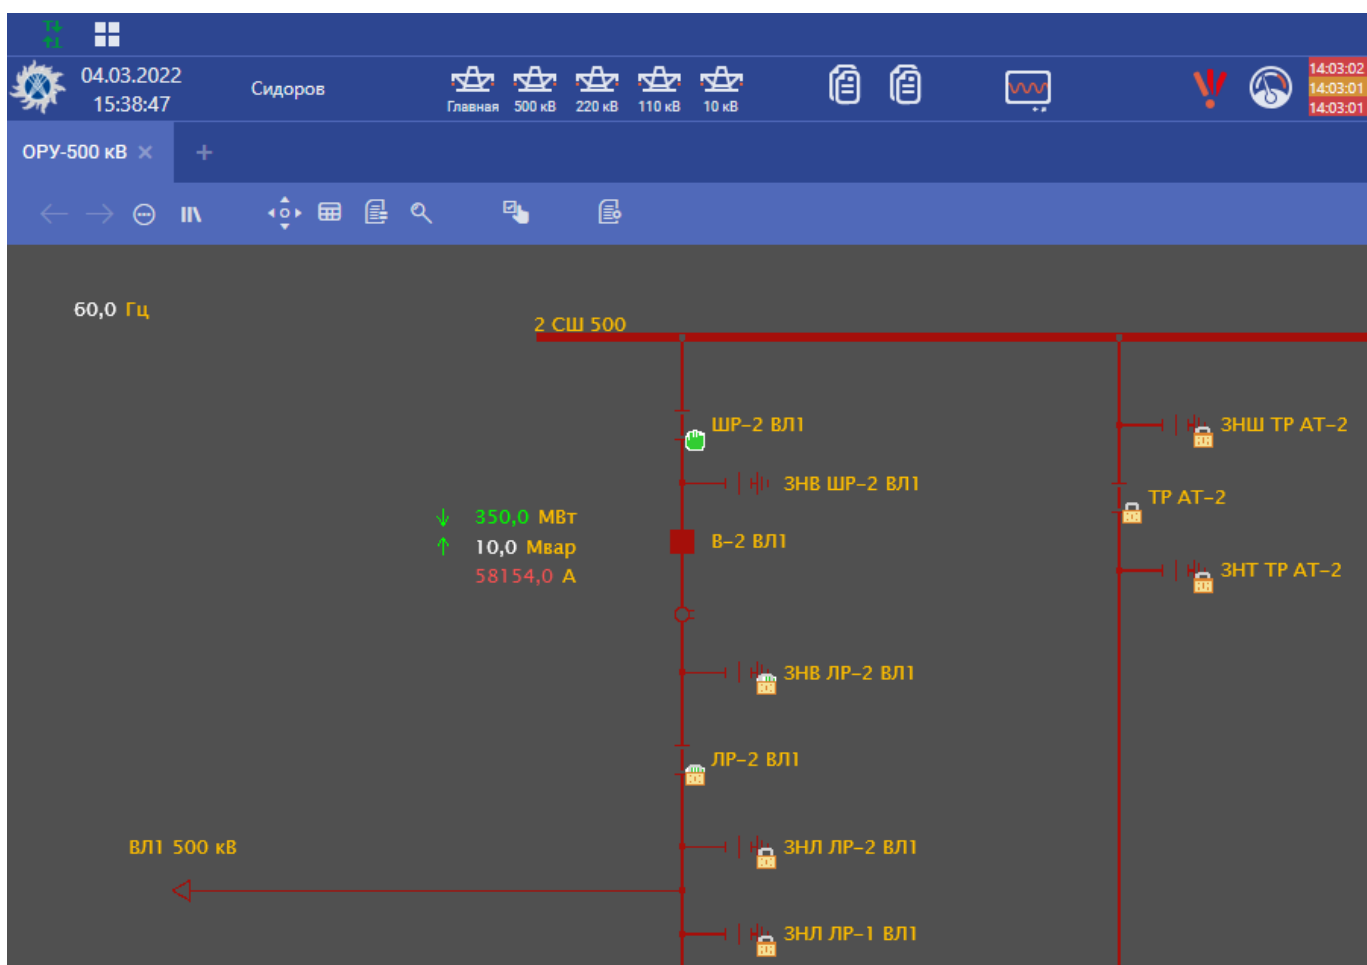 04.03.2022
15:38:47
Сидоров
Главная
500 кВ
220 кВ
110 кВ
10 кВ
14:03:02
14:03:01
14:03:01
ОРУ-500 кВ
60,0 Гц
2 СШ 500
ШР-2 ВЛ1
ЗНШ ТР АТ-2
ЗНВ ШР-2 ВЛ1
ТР АТ-2
350,0 МВт
10,0 Мвар
В-2 ВЛ1
58154,0 А
ЗНТ ТР АТ-2
ЗНВ ЛР-2 ВЛ1
ЛР-2 ВЛ1
ВЛ1 500 кВ
ЗНЛ ЛР-2 ВЛ1
ЗНЛ ЛР-1 ВЛ1